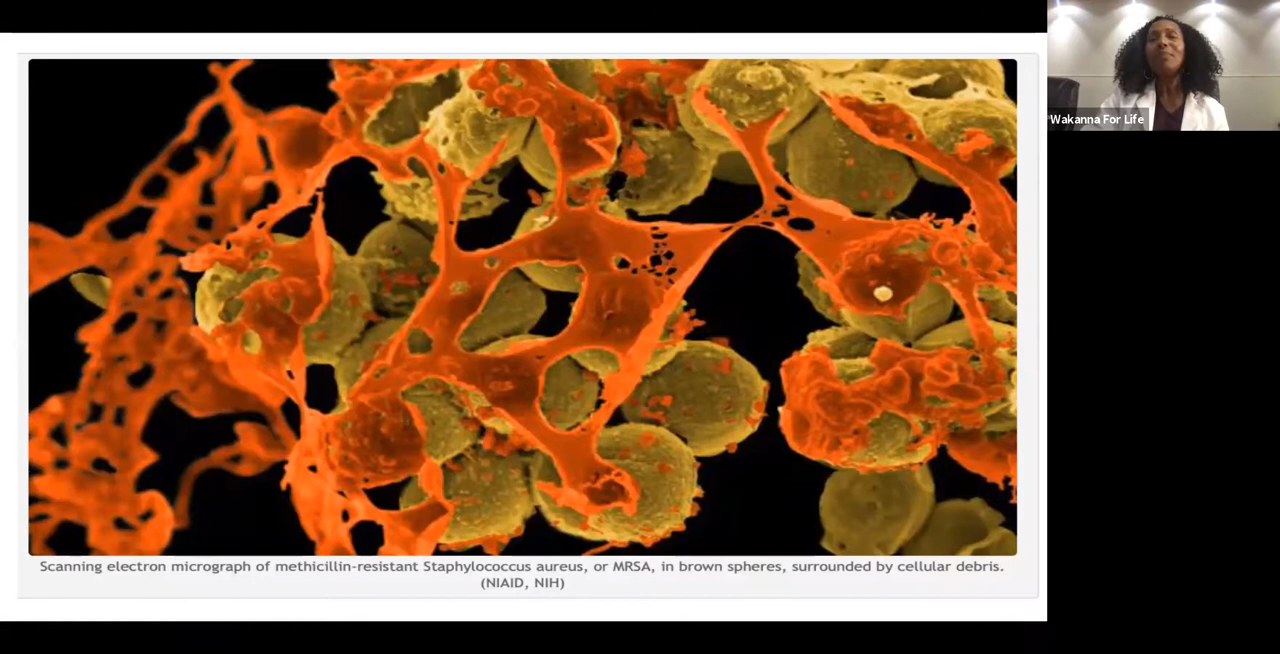 Wakanna For Life
Scanning electron micrograph of methicillin-resistant Staphylococcus aureus, or MRSA, in brown spheres, surrounded by cellular debris.
(NIAID, NIH)